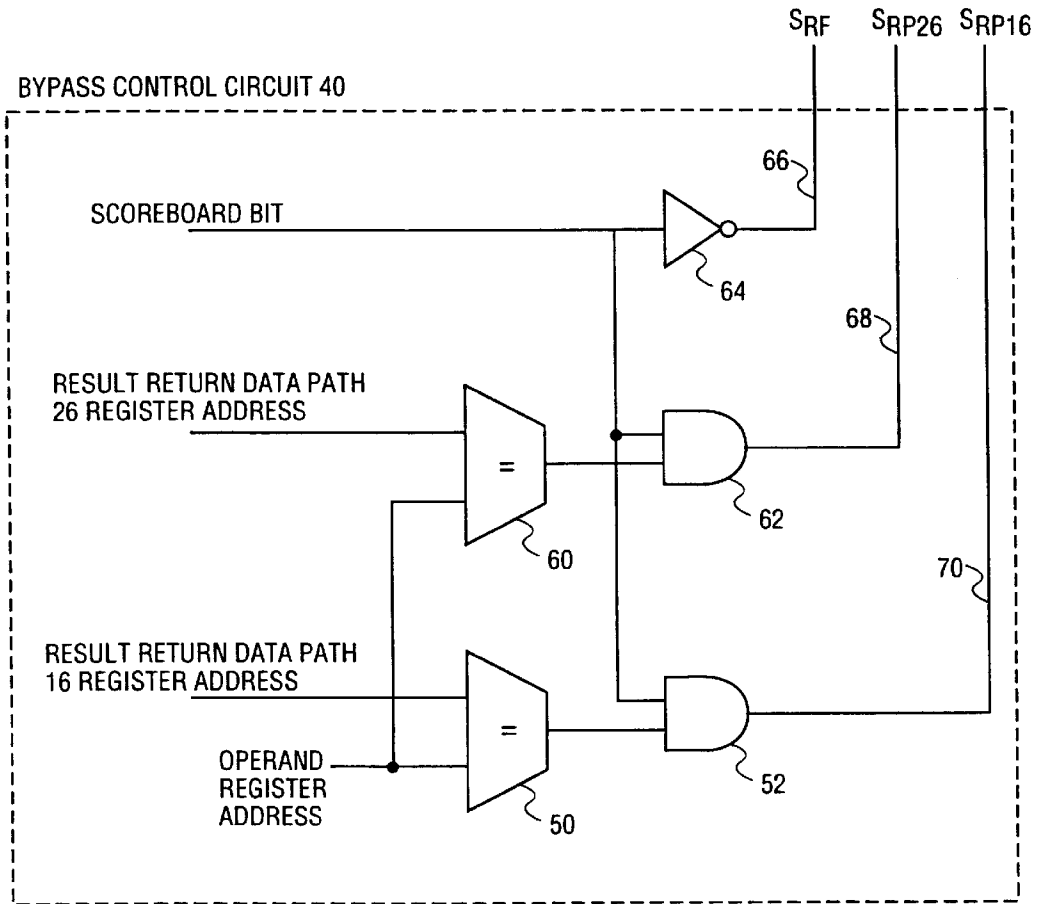 SRF SRP26 SRP16
BYPASS CONTROL CIRCUIT 40
66
SCOREBOARD BIT
64
68
RESULT RETURN DATA PATH
26 REGISTER ADDRESS
=
62
60
70
RESULT RETURN DATA PATH
16 REGISTER ADDRESS
=
OPERAND
REGISTER
ADDRESS
52
50